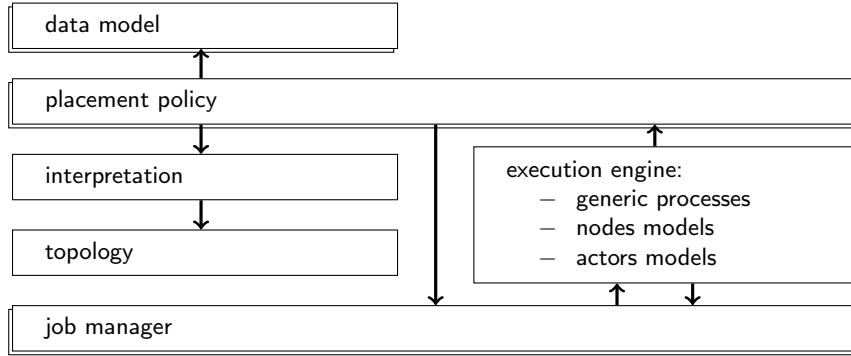 data model
placement policy
interpretation
topology
execution engine:
– generic processes
– nodes models
– actors models
job manager